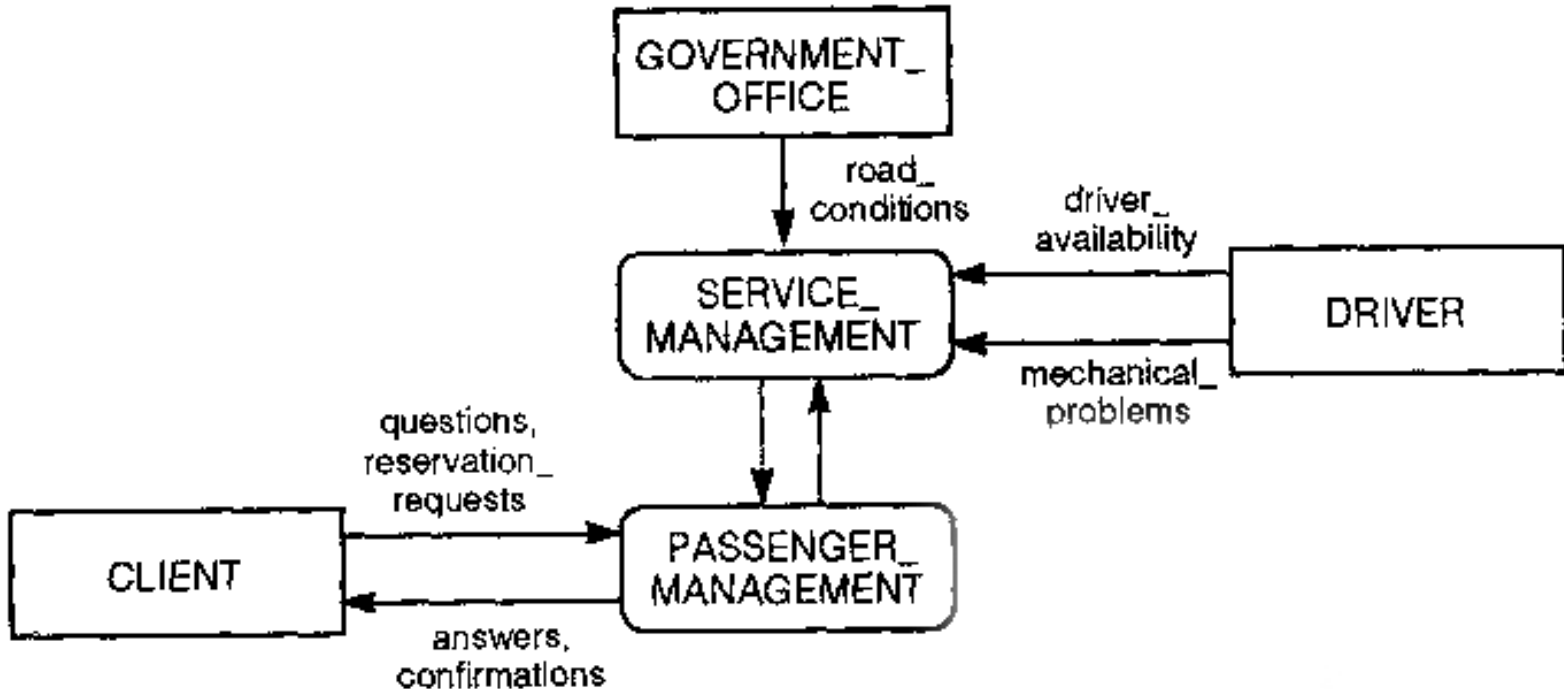 GOVERNMENT_
OFFICE
road_
conditions
driver_
availability
SERVICE_
MANAGEMENT
DRIVER
mechanical_
problems
questions,
reservation_
requests
CLIENT
PASSENGER_
MANAGEMENT
answers,
confirmations